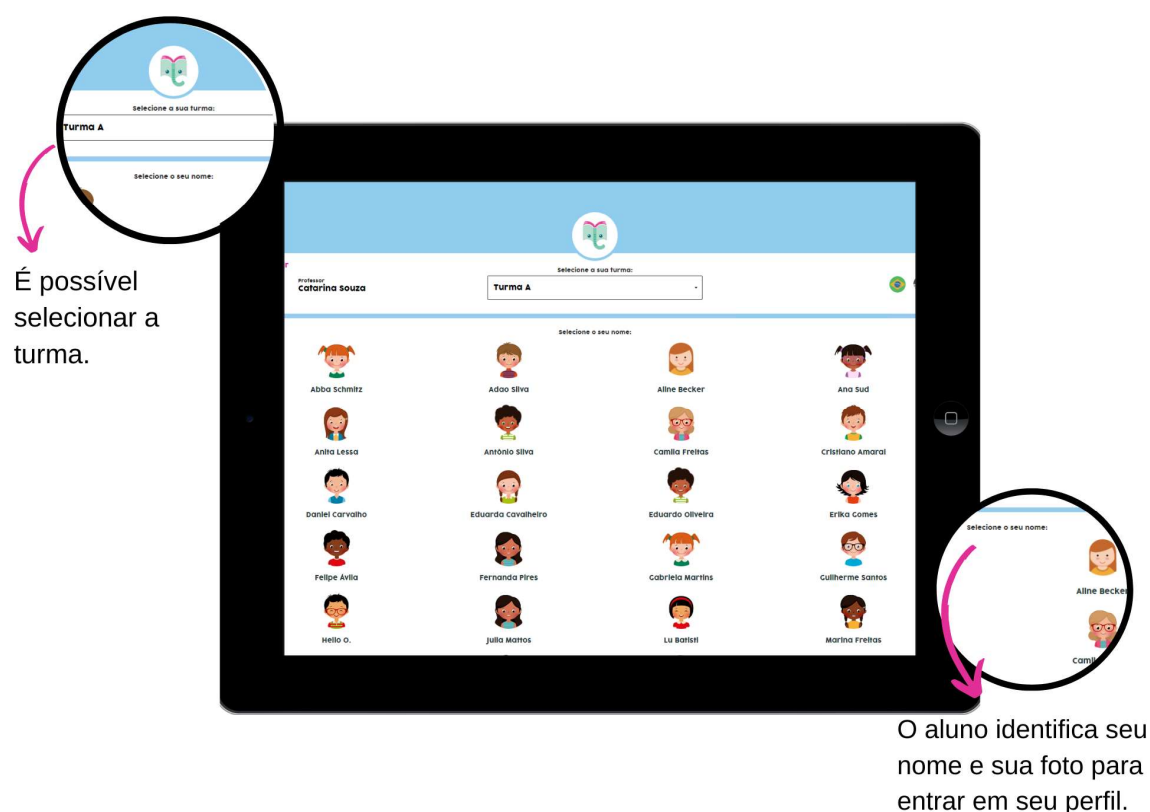 Selecione a sua turma:
Turma A
Selecione o seu nome:
É possível
selecionar a
turma.
Selecione a sua turma:
Professor
Catarina Souza
Turma A
Selecione o seu nome:
Abba Schmitz
Adao Silva
Aline Becker
Ana Sud
Anita Lessa
Antônio Silva
Camila Freitas
Cristiano Amaral
Daniel Carvalho
Eduarda Cavalheiro
Eduardo Oliveira
Erika Gomes
Felipe Ávila
Fernanda Pires
Gabriela Martins
Guilherme Santos
Helio O.
Julia Mattos
Lu Batisti
Marina Freitas
Selecione o seu nome:
Aline Becker
O aluno identifica seu
nome e sua foto para
entrar em seu perfil.